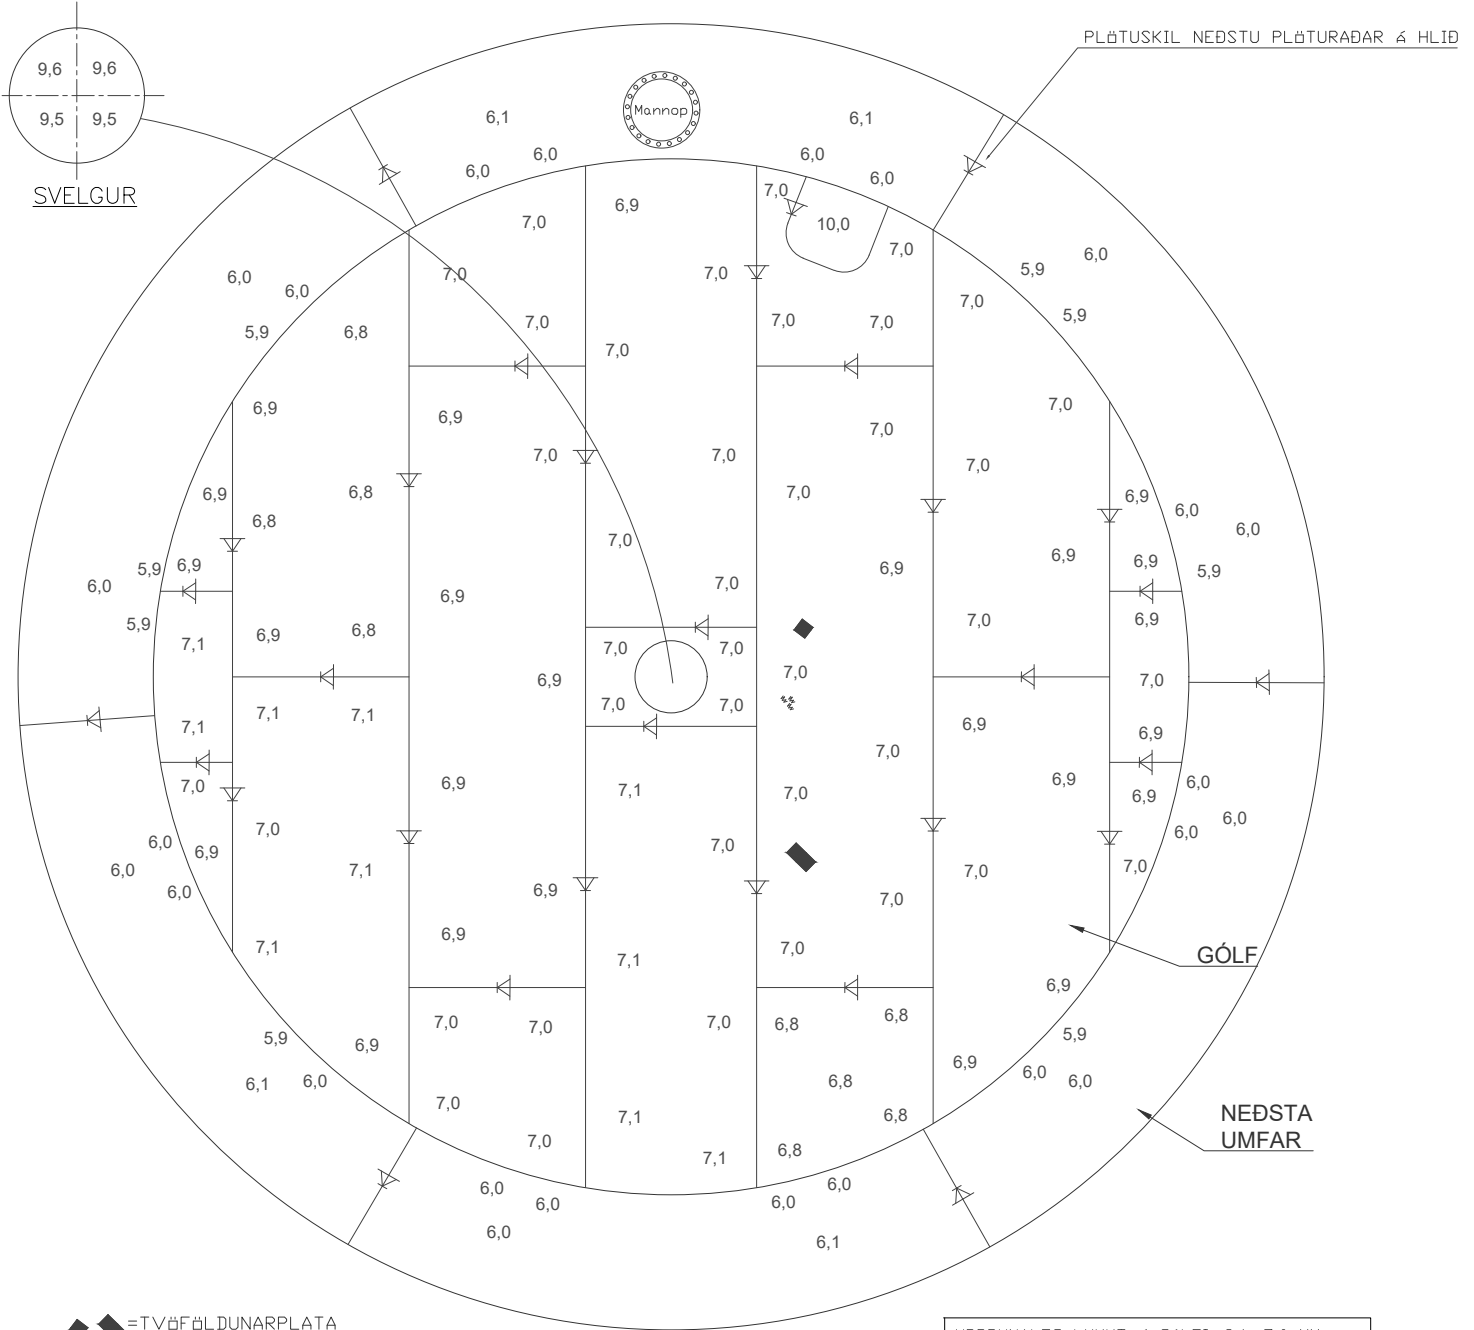 PLÖTUSKIL NEÐSTU PLÖTURAÐAR Á HLIÐ
9,6 9,6
9,5 9,5
SVELGUR
Mannop
6,1 6,1
6,0 6,0 6,0 6,0
7,0 6,9 7,0 10,0 7,0
6,0 6,0 7,0 7,0 5,9 6,0
5,9 6,8 7,0 7,0 7,0 7,0 7,0 5,9
6,9 6,9 7,0 7,0
7,0 7,0 7,0
6,9 6,8 6,8 7,0 6,9 6,0 6,0
5,9 6,9 7,0 6,9 6,9 6,9 5,9
6,0 6,9 7,0
5,9 7,1 6,9 6,8 7,0 7,0 7,0 6,9
6,9 7,0 7,0
7,1 7,1 7,1 7,0 7,0 6,9 6,9
7,0 6,9 7,1 7,0 7,0 6,9 6,9 6,0
6,0 6,9 7,0 7,0 6,0 6,0
6,0 6,0 7,1 6,9 7,0 7,0 7,0
7,1 6,9 7,1 7,0
GÓLF
5,9 6,9 7,0 7,0 7,0 6,8 6,8 6,9 5,9
6,1 6,0 7,0 7,1 6,8 6,8 6,9 6,0 6,0
7,0 7,1 6,8
NEÐSTA
UMFAR
6,0 6,0 6,0 6,0
6,0 6,1
=TVÖFÖLDUNARPLATA